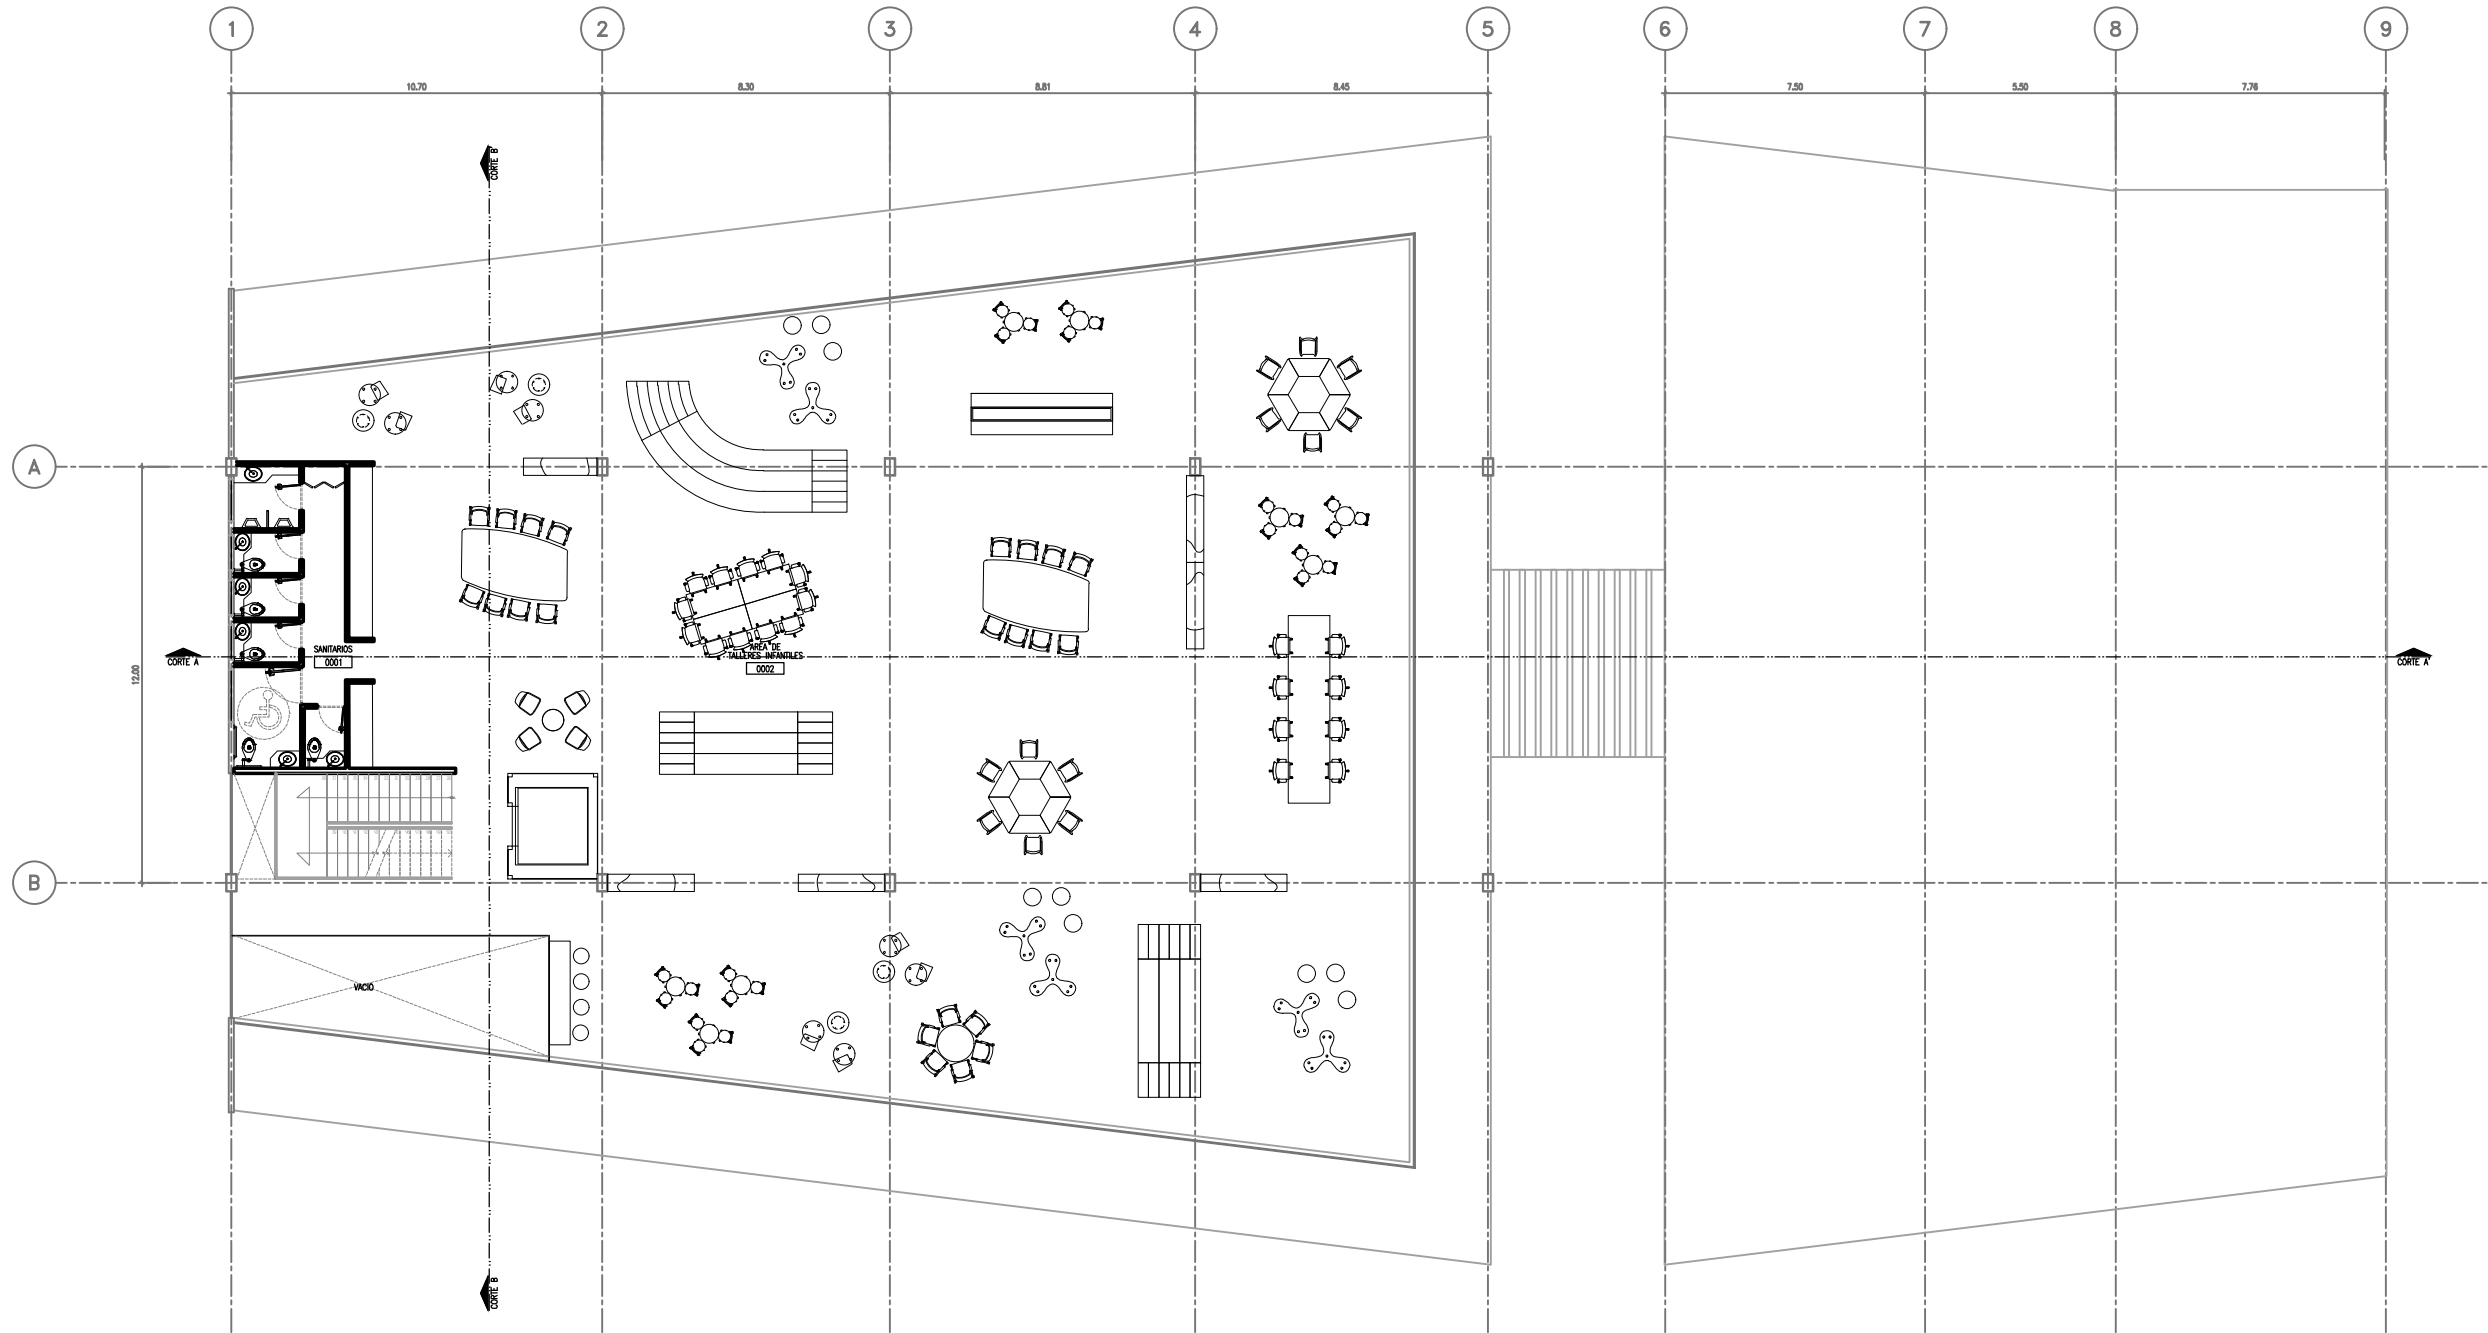 1 2 3 4 5 6 7 8 9
10.70 8.30 8.81 8.45 7.50 5.50 7.76
CORTE B'
A
SANITARIOS
0001
ÁREA DE
TALLERES INFANTILES
0002
CORTE A
CORTE A'
12.00
B
VACIO
CORTE B